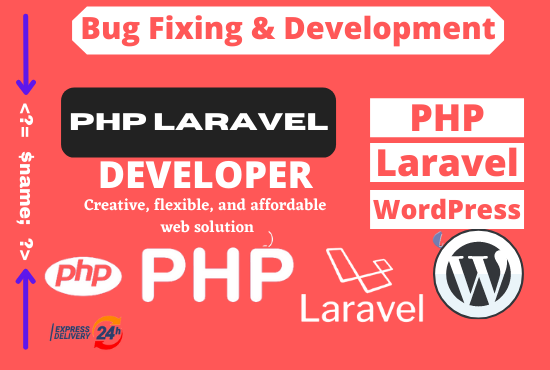 Bug Fixing & Development
<?= $name; ?>
PHP LARAVEL
DEVELOPER
Creative, flexible, and affordable
web solution
PHP
Laravel
WordPress
php
PHP
Laravel
W
EXPRESS
DELIVERY
24h